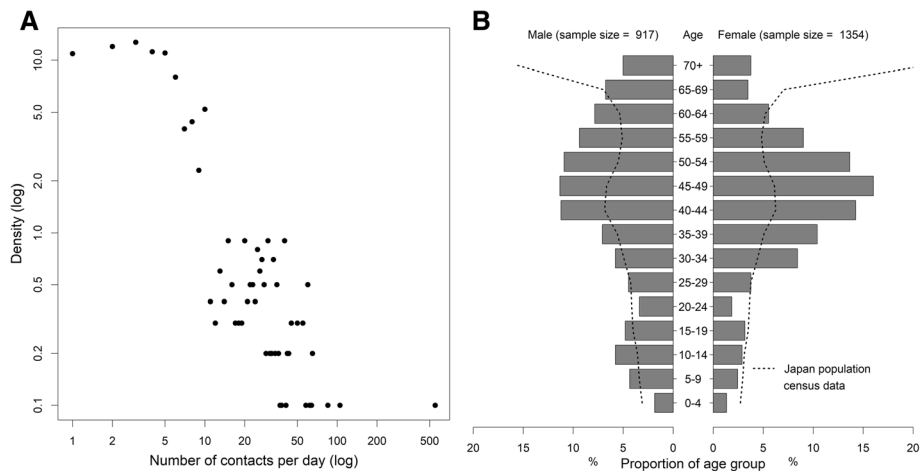 A
Density (log)
10.0
5.0
2.0
1.0
0.5
0.2
0.1
1 2 5 10 20 50 100 200 500
Number of contacts per day (log)
B
Male (sample size = 917) Age Female (sample size = 1354)
70+
65-69
60-64
55-59
50-54
45-49
40-44
35-39
30-34
25-29
20-24
15-19
10-14
5-9
0-4
Japan population
census data
20 15 10 5 0 0 5 10 15 20
% Proportion of age group %